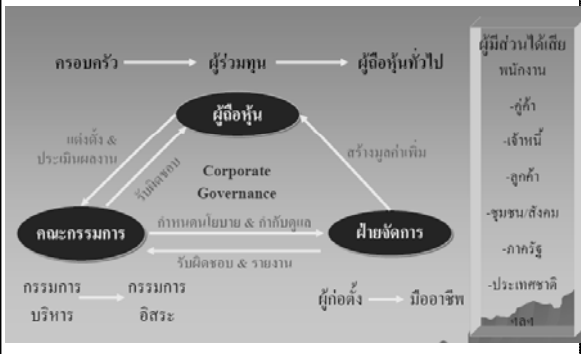 ครอบครัว ผู้ร่วมทุน ผู้ถือหุ้นทั่วไป
ผู้ถือหุ้น
แต่งตั้ง &
ประเมินผลงาน
รับผิดชอบ
สร้างมูลค่าเพิ่ม
Corporate
Governance
คณะกรรมการ
กำหนดนโยบาย & กำกับดูแล
ฝ่ายจัดการ
รับผิดชอบ & รายงาน
กรรมการ
บริหาร
กรรมการ
อิสระ
ผู้ก่อตั้ง มืออาชีพ
ผู้มีส่วนได้เสีย
พนักงาน
-คู่ค้า
-เจ้าหนี้
-ลูกค้า
-ชุมชน/สังคม
-ภาครัฐ
-ประเทศชาติ
-ฯลฯ